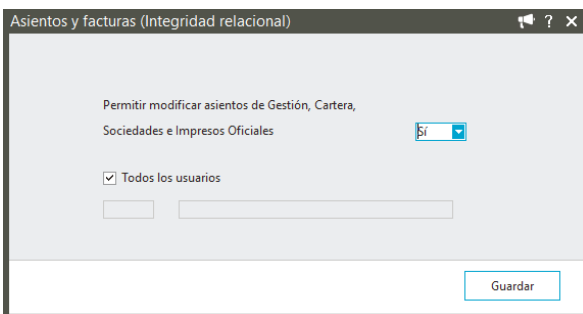 Asientos y facturas (Integridad relacional) ? ×
Permitir modificar asientos de Gestión, Cartera,
Sociedades e Impresos Oficiales Sí
Todos los usuarios
Guardar